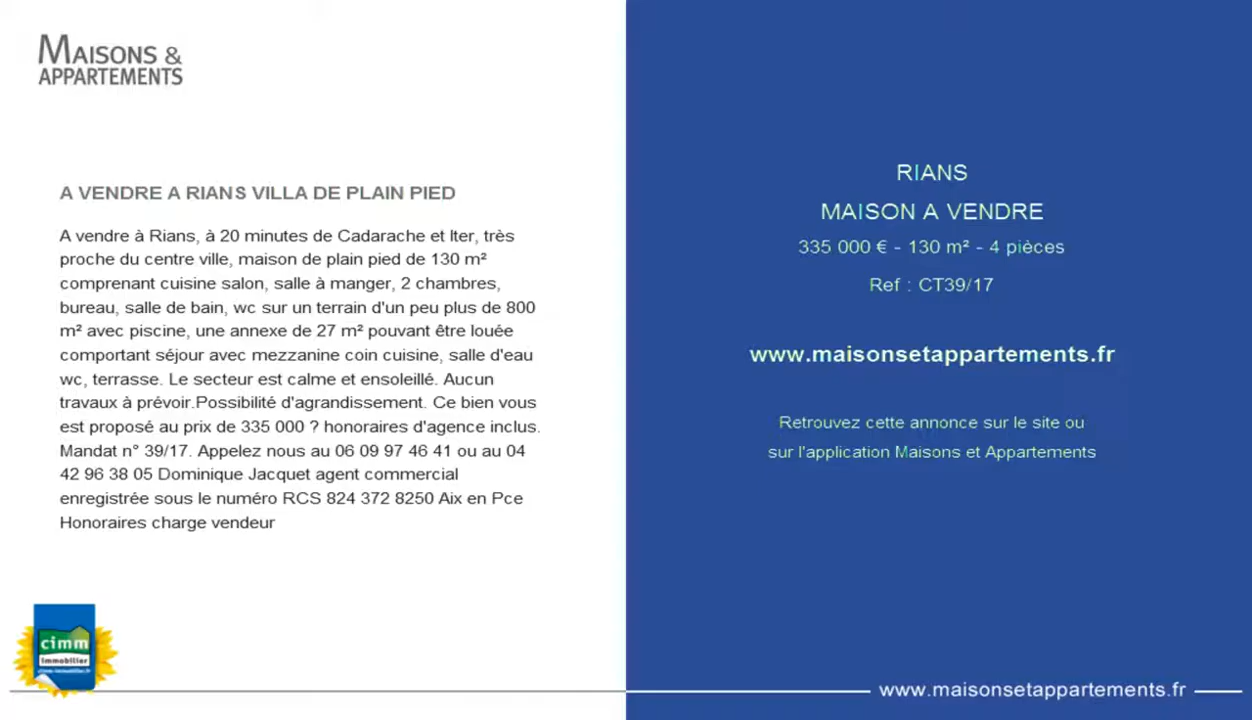 MAISONS &
APPARTEMENTS
A VENDRE A RIANS VILLA DE PLAIN PIED
A vendre à Rians, à 20 minutes de Cadarache et Iter, très
proche du centre ville, maison de plain pied de 130 m²
comprenant cuisine salon, salle à manger, 2 chambres,
bureau, salle de bain, wc sur un terrain d'un peu plus de 800
m² avec piscine, une annexe de 27 m² pouvant être louée
comportant séjour avec mezzanine coin cuisine, salle d'eau
wc, terrasse. Le secteur est calme et ensoleillé. Aucun
travaux à prévoir.Possibilité d'agrandissement. Ce bien vous
est proposé au prix de 335 000 ? honoraires d'agence inclus.
Mandat n° 39/17. Appelez nous au 06 09 97 46 41 ou au 04
42 96 38 05 Dominique Jacquet agent commercial
enregistrée sous le numéro RCS 824 372 8250 Aix en Pce
Honoraires charge vendeur
cimm
immobilier
RIANS
MAISON A VENDRE
335 000 € - 130 m² - 4 pièces
Ref : CT39/17
www.maisonsetappartements.fr
Retrouvez cette annonce sur le site ou
sur l'application Maisons et Appartements
www.maisonsetappartements.fr